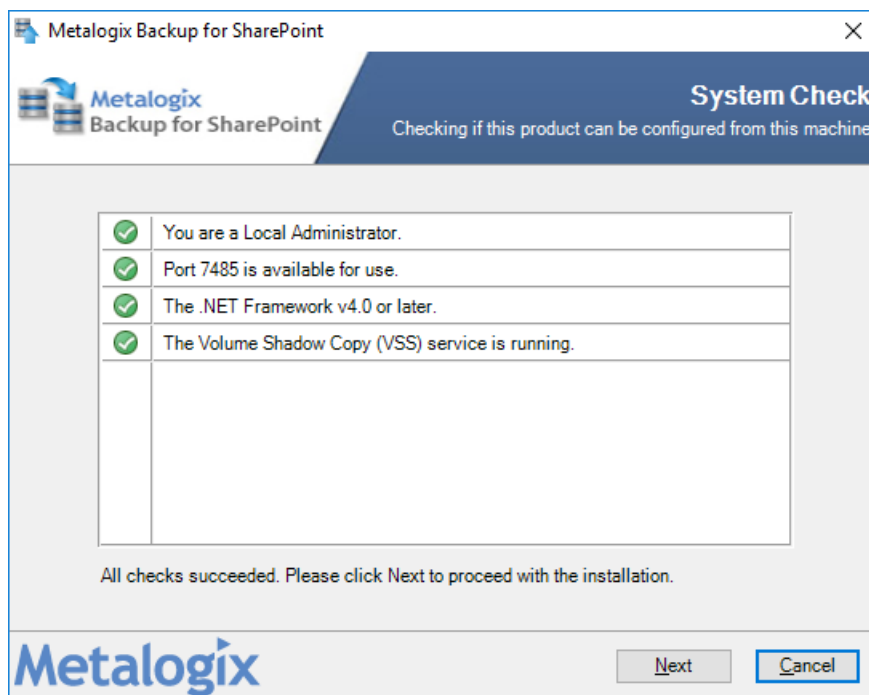 Metalogix Backup for SharePoint
Metalogix
Backup for SharePoint
System Check
Checking if this product can be configured from this machine
You are a Local Administrator.
Port 7485 is available for use.
The .NET Framework v4.0 or later.
The Volume Shadow Copy (VSS) service is running.
All checks succeeded. Please click Next to proceed with the installation.
Metalogix
Next
Cancel